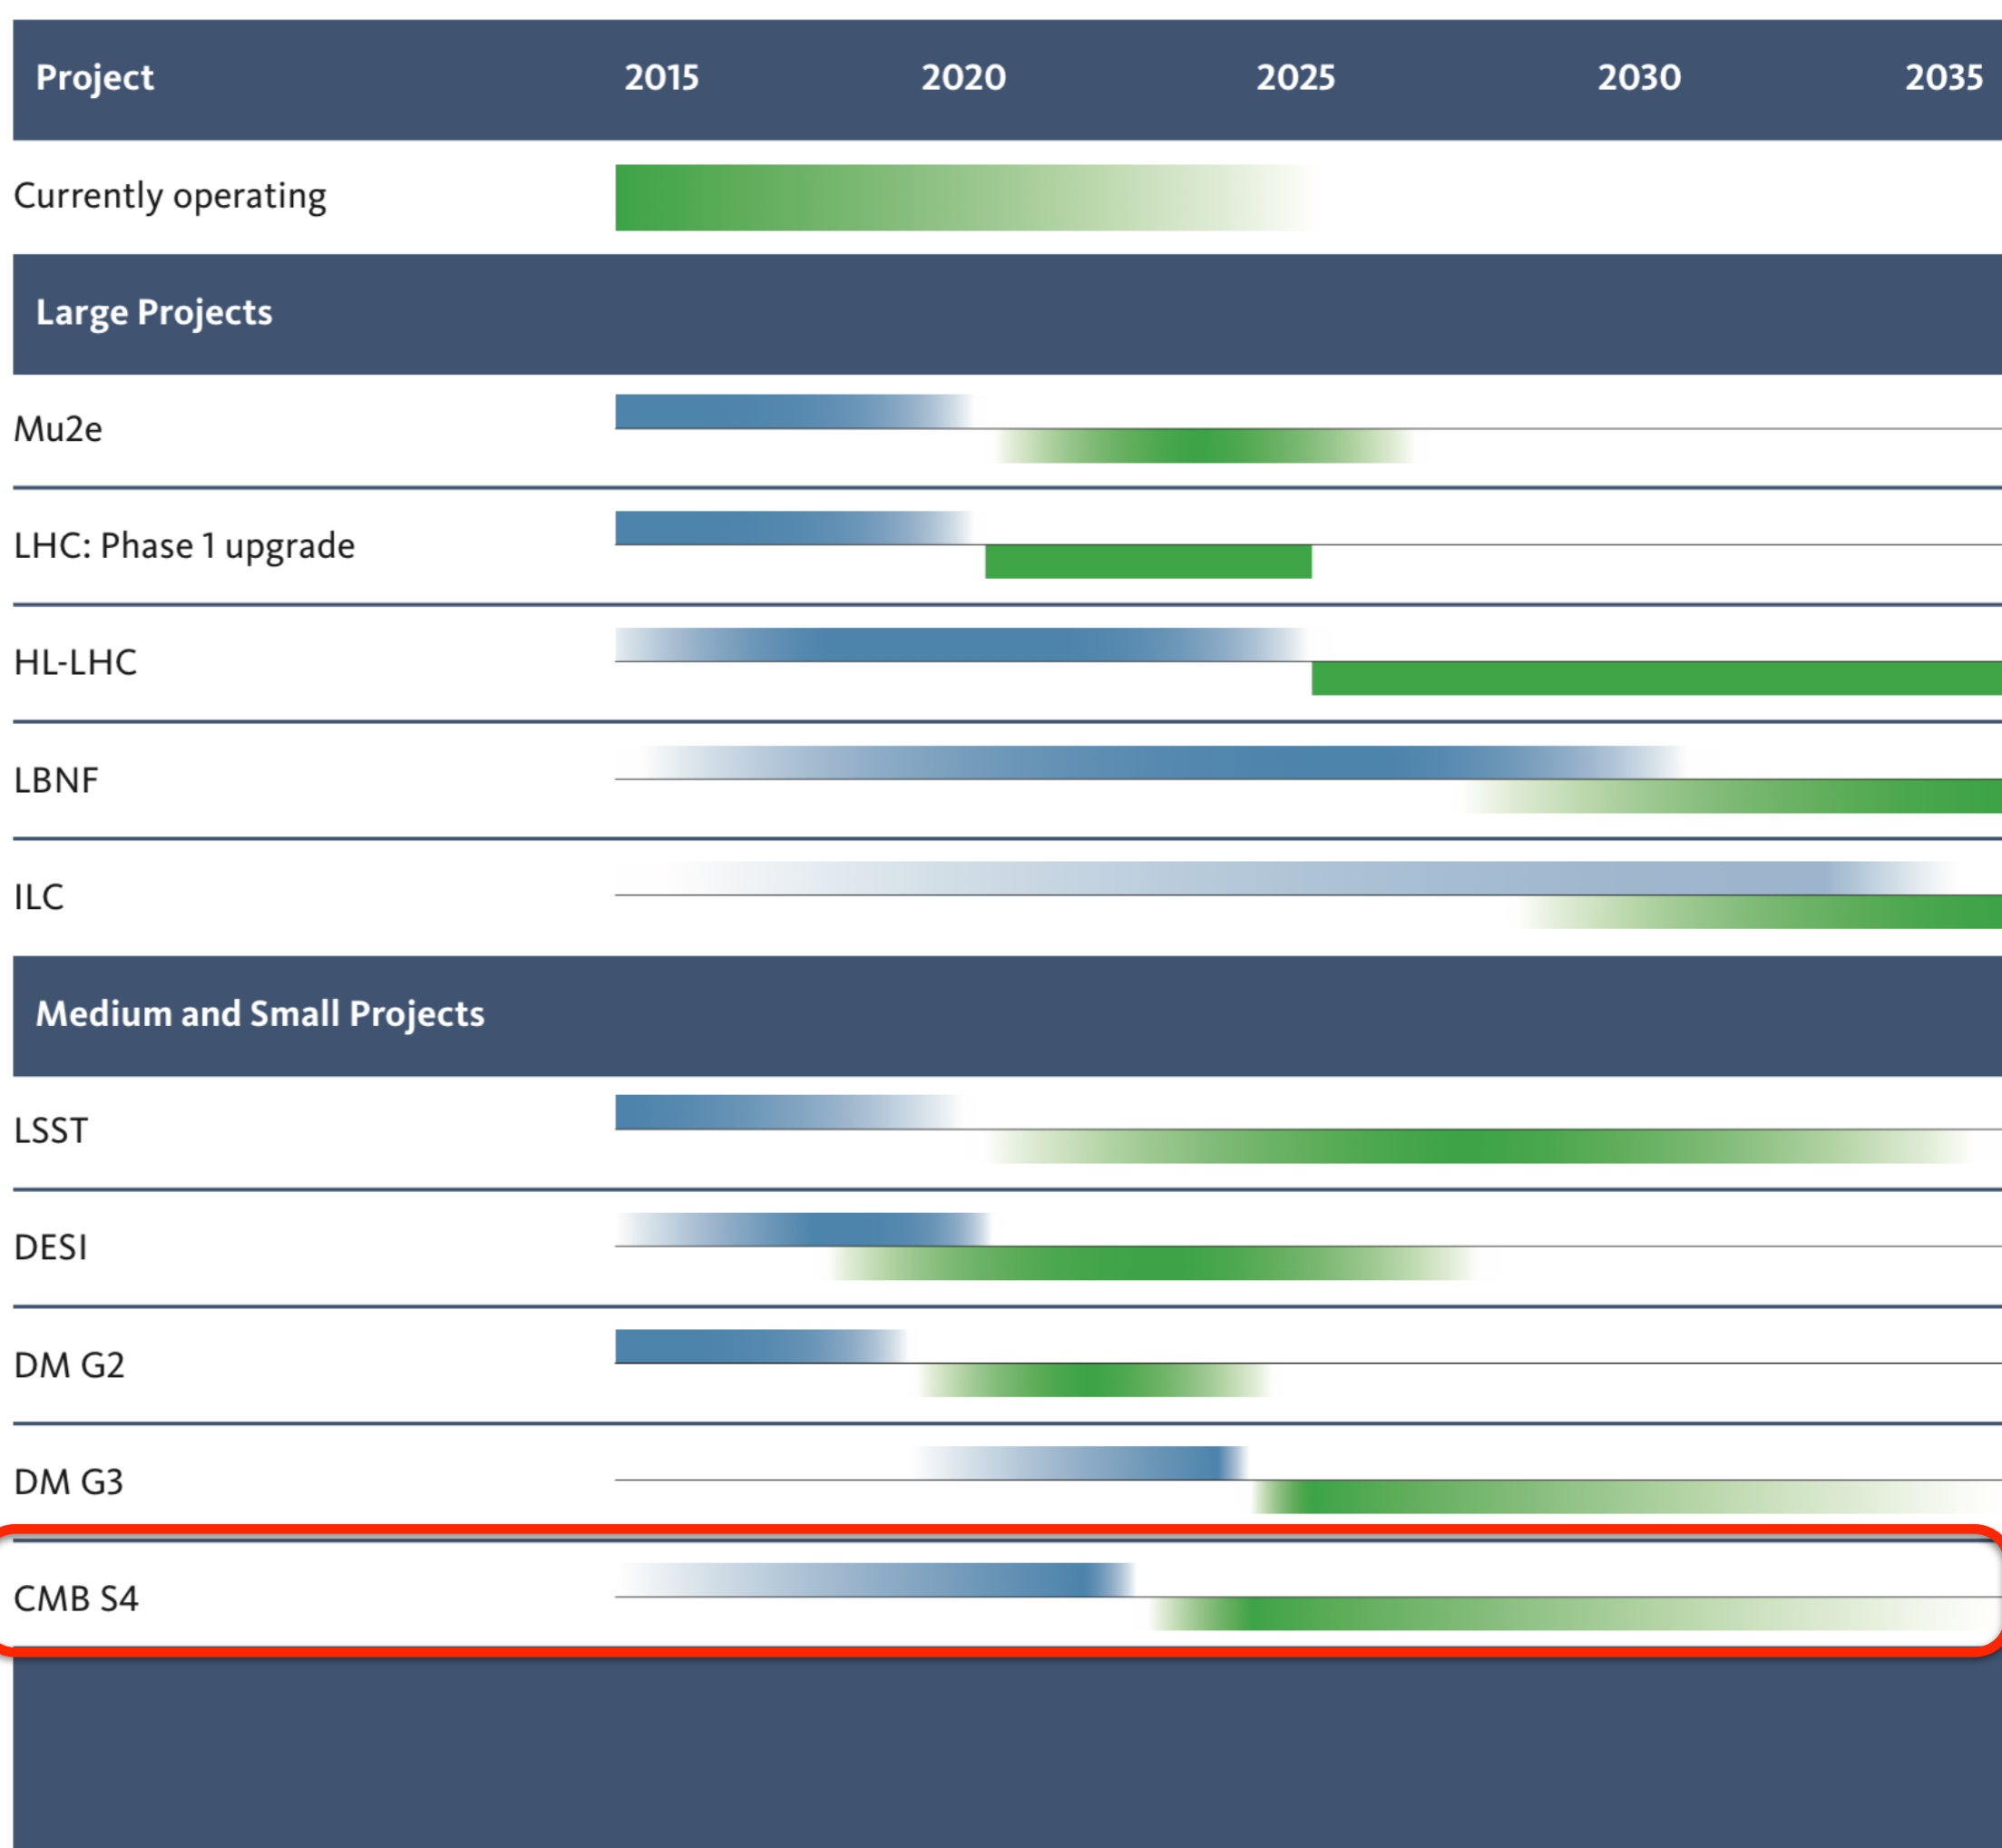 Project 2015 2020 2025 2030 2035
Currently operating
Large Projects
Mu2e
LHC: Phase 1 upgrade
HL-LHC
LBNF
ILC
Medium and Small Projects
LSST
DESI
DM G2
DM G3
CMB S4